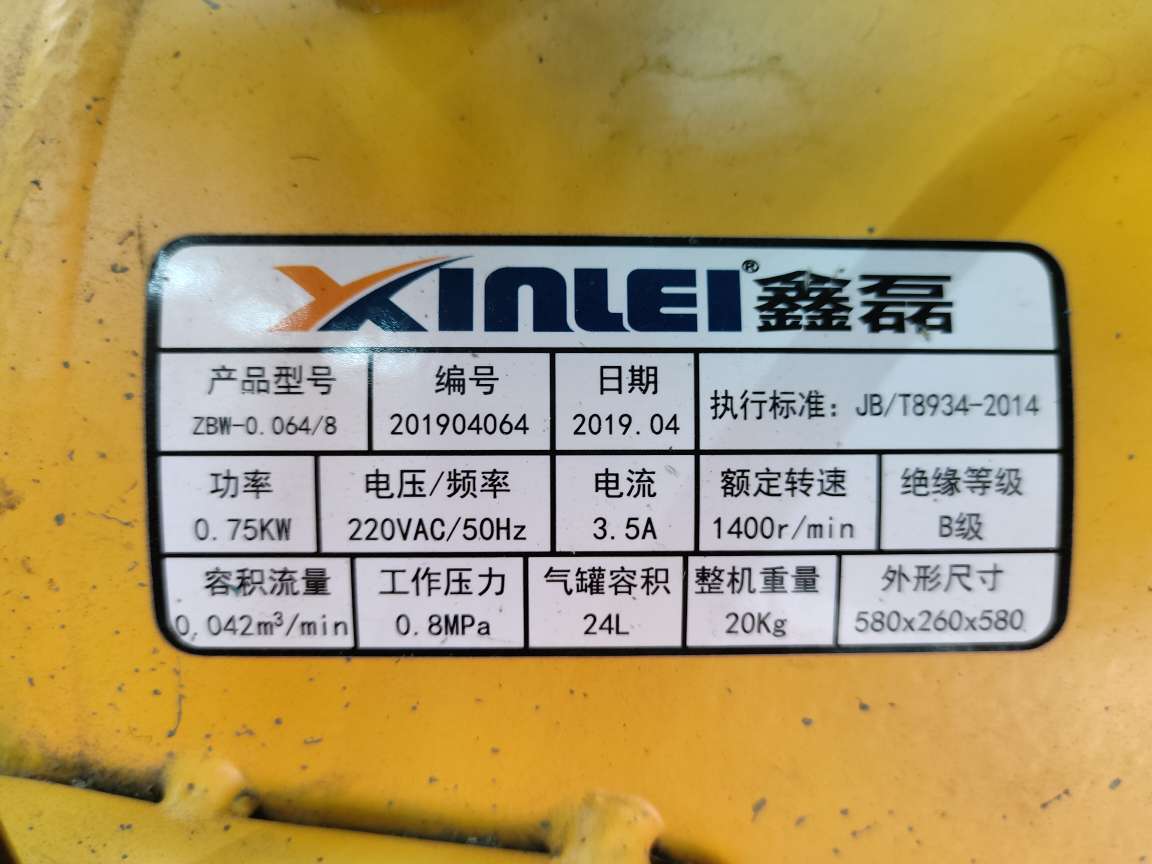 XINLEI® 鑫磊
产品型号 编号 日期 执行标准：JB/T8934-2014
ZBW-0.064/8 201904064 2019.04
功率 电压/频率 电流 额定转速 绝缘等级
0.75KW 220VAC/50Hz 3.5A 1400r/min B级
容积流量 工作压力 气罐容积 整机重量 外形尺寸
0.042m³/min 0.8MPa 24L 20Kg 580x260x580